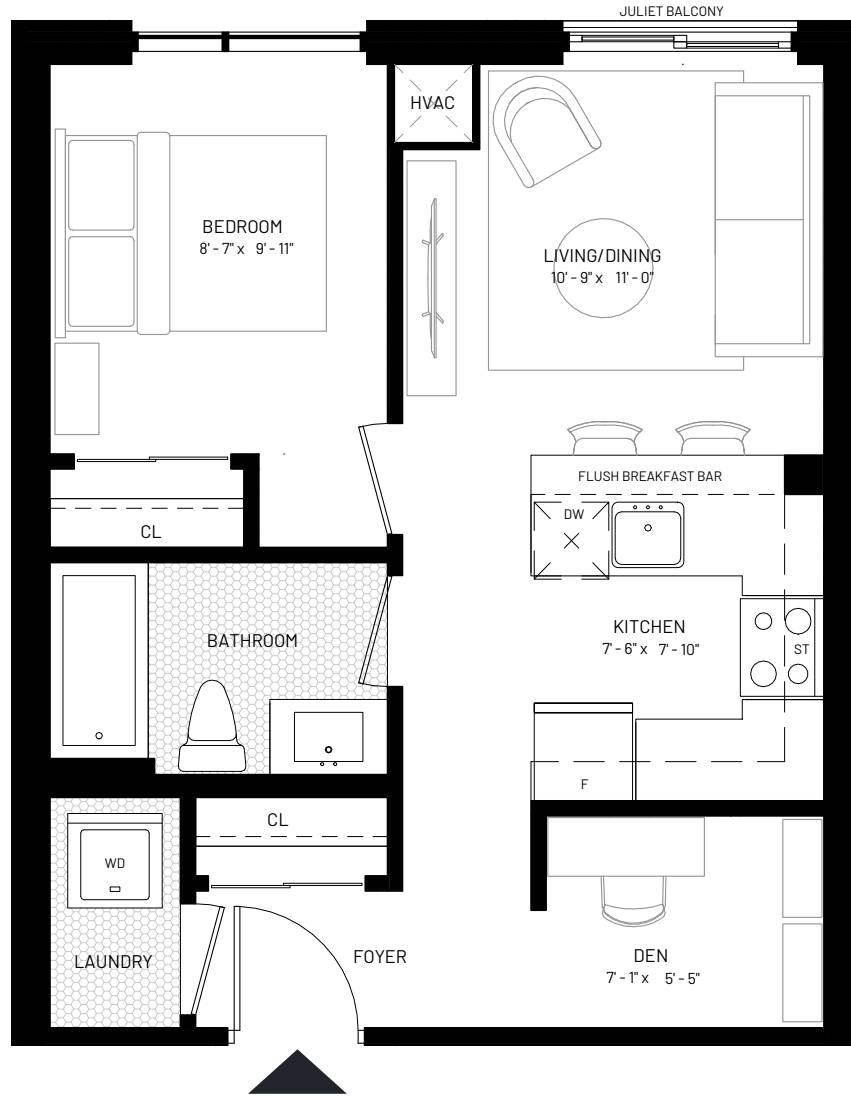 JULIET BALCONY
HVAC
BEDROOM
8' - 7" x 9' - 11"
LIVING/DINING
10' - 9" x 11' - 0"
FLUSH BREAKFAST BAR
DW
CL
KITCHEN
7' - 6" x 7' - 10"
ST
BATHROOM
F
CL
WD
LAUNDRY
FOYER
DEN
7' - 1" x 5' - 5"